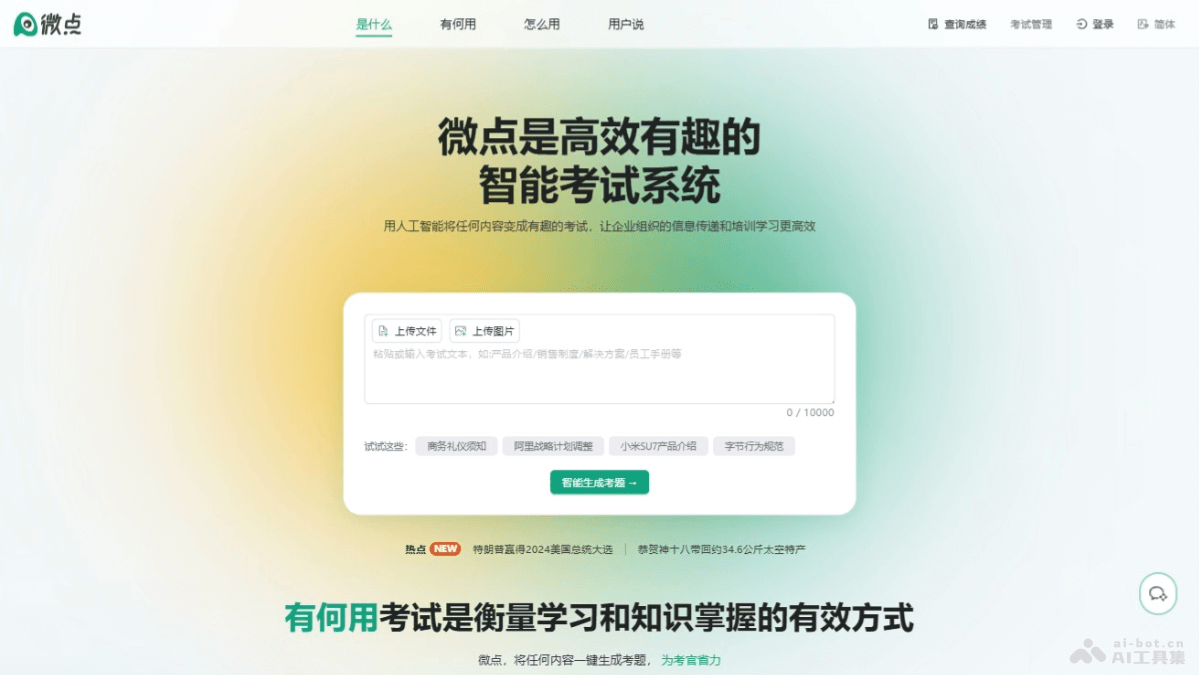 微点
是什么
有何用
怎么用
用户说
查询成绩
考试管理
登录
简体
微点是高效有趣的
智能考试系统
用人工智能将任何内容变成有趣的考试，让企业组织的信息传递和培训学习更高效
上传文件
上传图片
粘贴或输入考试文本，如:产品介绍/销售制度/解决方案/员工手册等
0 / 10000
试试这些：
商务礼仪须知
阿里战略计划调整
小米SU7产品介绍
字节行为规范
智能生成考题 →
热点 NEW 特朗普赢得2024美国总统大选 | 恭贺神十八带回约34.6公斤太空特产
有何用考试是衡量学习和知识掌握的有效方式
微点，将任何内容一键生成考题，为考官省力
ai-bot.cn
AI工具集